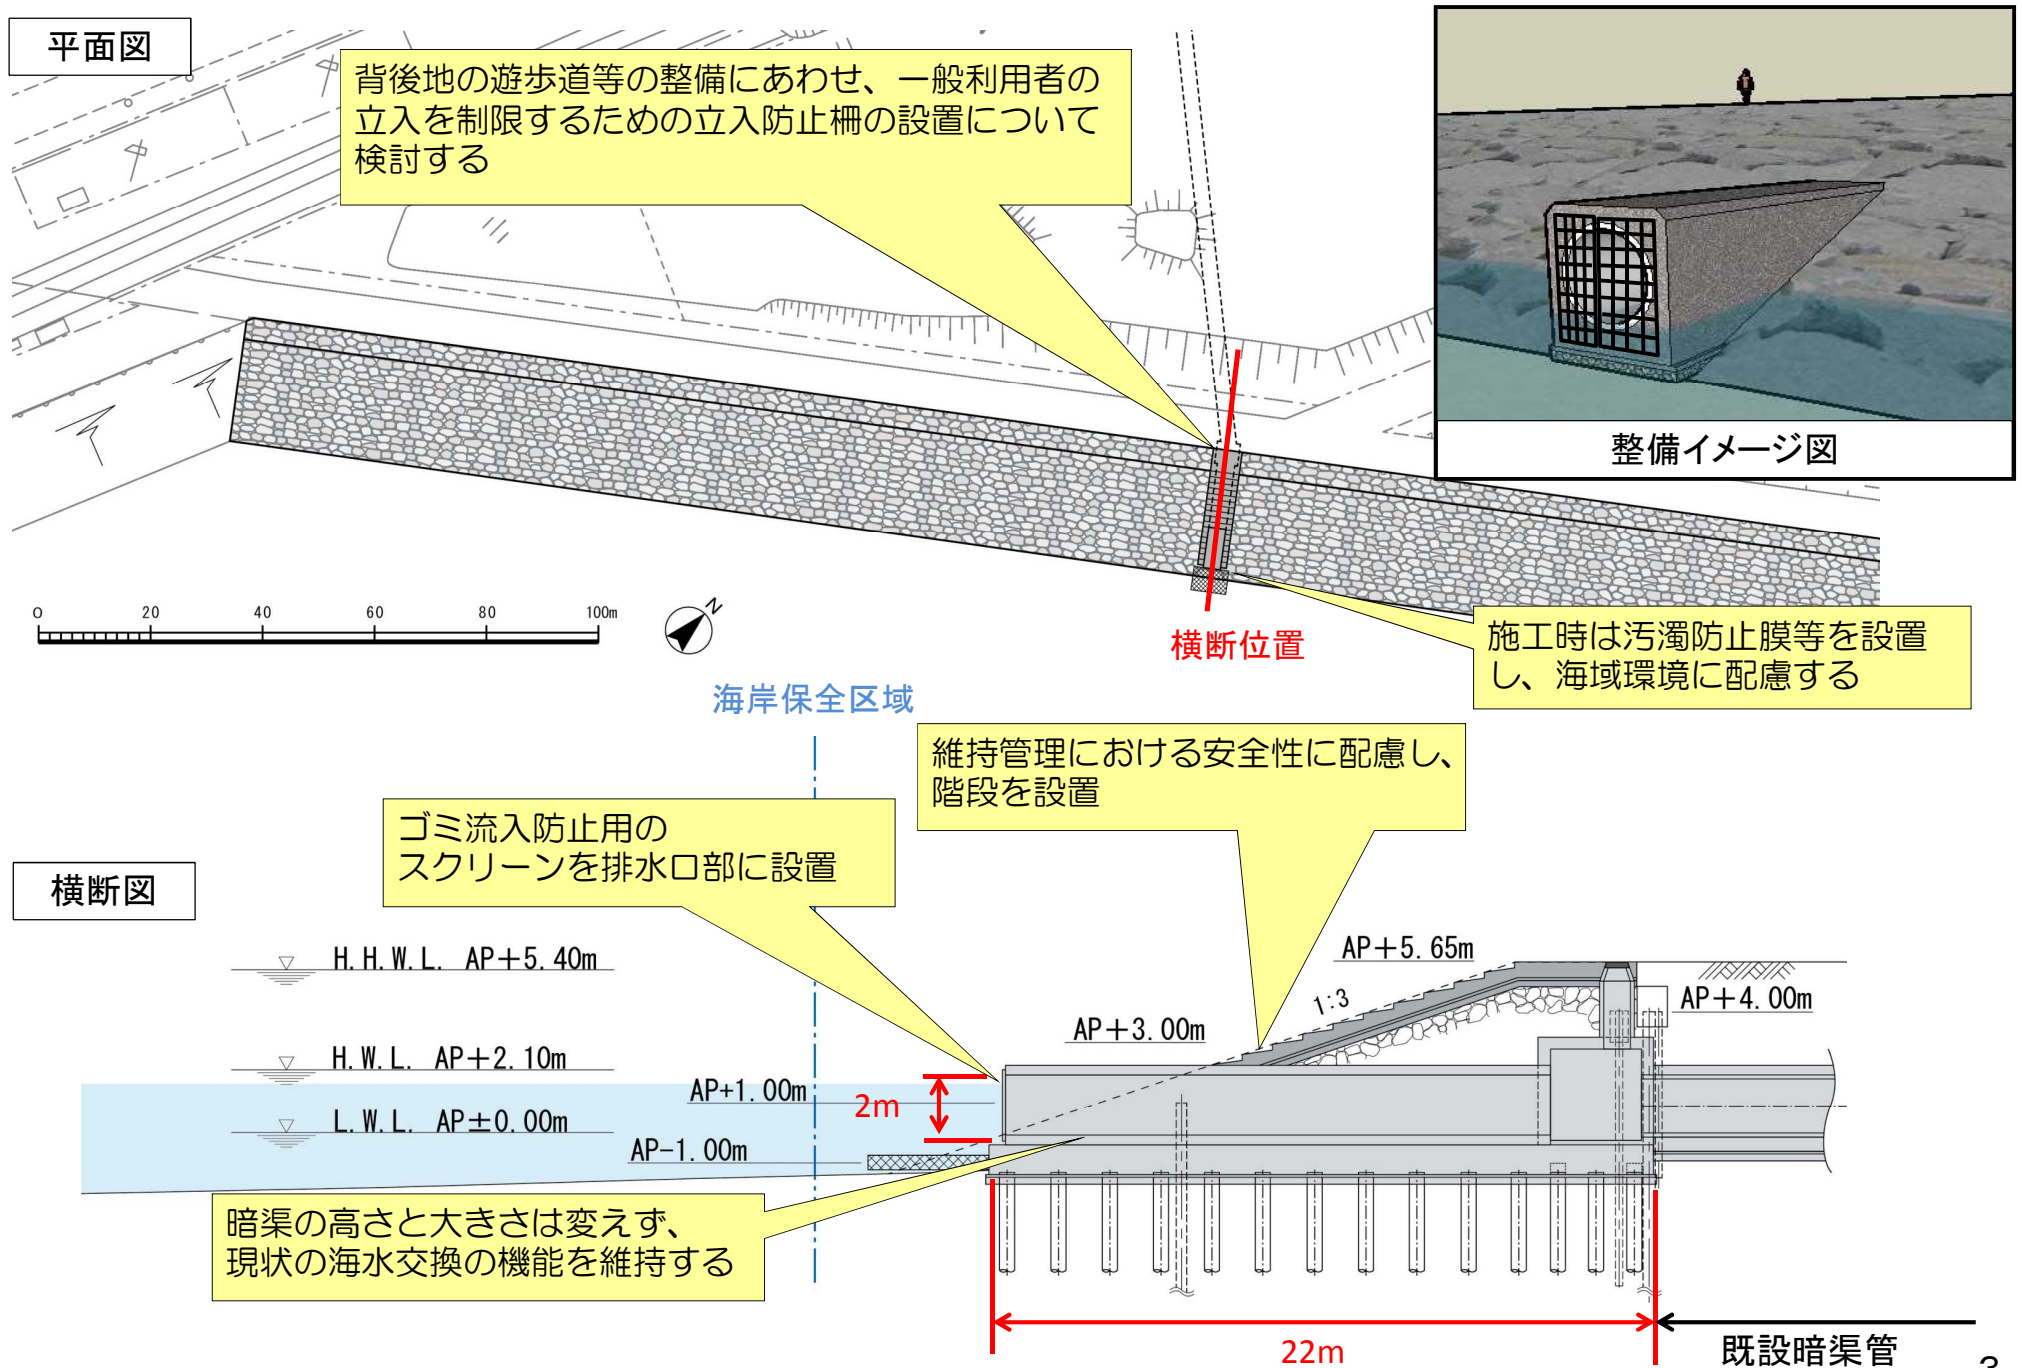 平面図
背後地の遊歩道等の整備にあわせ、一般利用者の
立入を制限するための立入防止柵の設置について
検討する
整備イメージ図
0 20 40 60 80 100m
N
横断位置
施工時は汚濁防止膜等を設置
し、海域環境に配慮する
海岸保全区域
維持管理における安全性に配慮し、
階段を設置
ゴミ流入防止用の
スクリーンを排水口部に設置
横断図
H.H.W.L. AP+5.40m
AP+5.65m
1:3
AP+4.00m
AP+3.00m
H.W.L. AP+2.10m
AP+1.00m
2m
L.W.L. AP±0.00m
AP-1.00m
暗渠の高さと大きさは変えず、
現状の海水交換の機能を維持する
22m
既設暗渠管
3